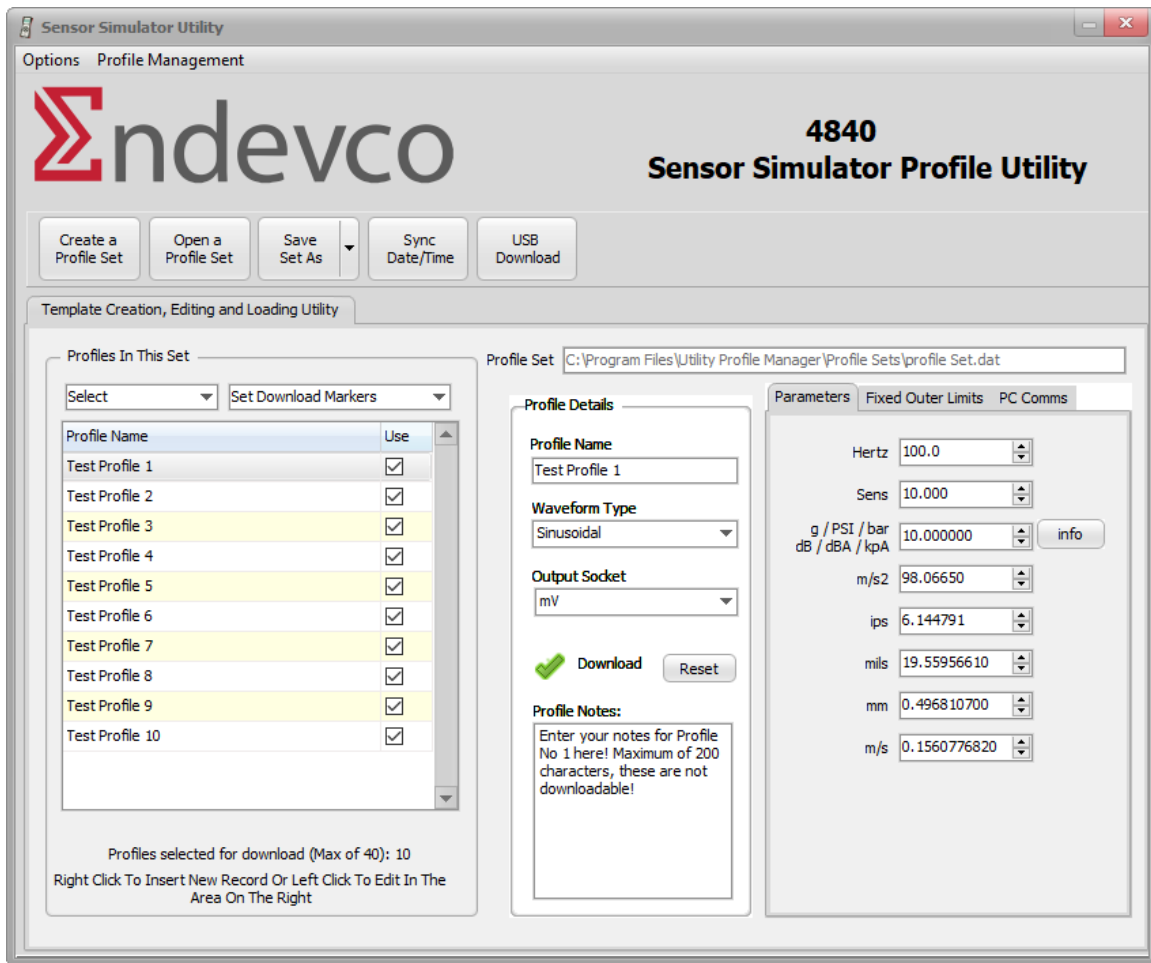 Sensor Simulator Utility
Options Profile Management
Endevco
4840
Sensor Simulator Profile Utility
Create a
Profile Set
Open a
Profile Set
Save
Set As
Sync
Date/Time
USB
Download
Template Creation, Editing and Loading Utility
Profiles In This Set
Select
Set Download Markers
Profile Name Use
Test Profile 1
Test Profile 2
Test Profile 3
Test Profile 4
Test Profile 5
Test Profile 6
Test Profile 7
Test Profile 8
Test Profile 9
Test Profile 10
Profiles selected for download (Max of 40): 10
Right Click To Insert New Record Or Left Click To Edit In The
Area On The Right
Profile Set C:\Program Files\Utility Profile Manager\Profile Sets\profile Set.dat
Profile Details
Profile Name
Test Profile 1
Waveform Type
Sinusoidal
Output Socket
mV
Download Reset
Profile Notes:
Enter your notes for Profile
No 1 here! Maximum of 200
characters, these are not
downloadable!
Parameters Fixed Outer Limits PC Comms
Hertz 100.0
Sens 10.000
g / PSI / bar
dB / dBA / kpA
10.000000 info
m/s2 98.06650
ips 6.144791
mils 19.55956610
mm 0.496810700
m/s 0.1560776820